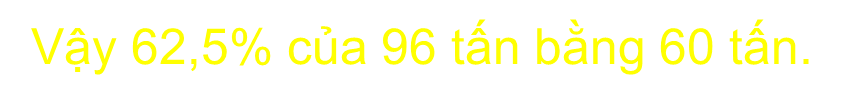 Vậy 62,5% của 96 tấn bằng 60 tấn.